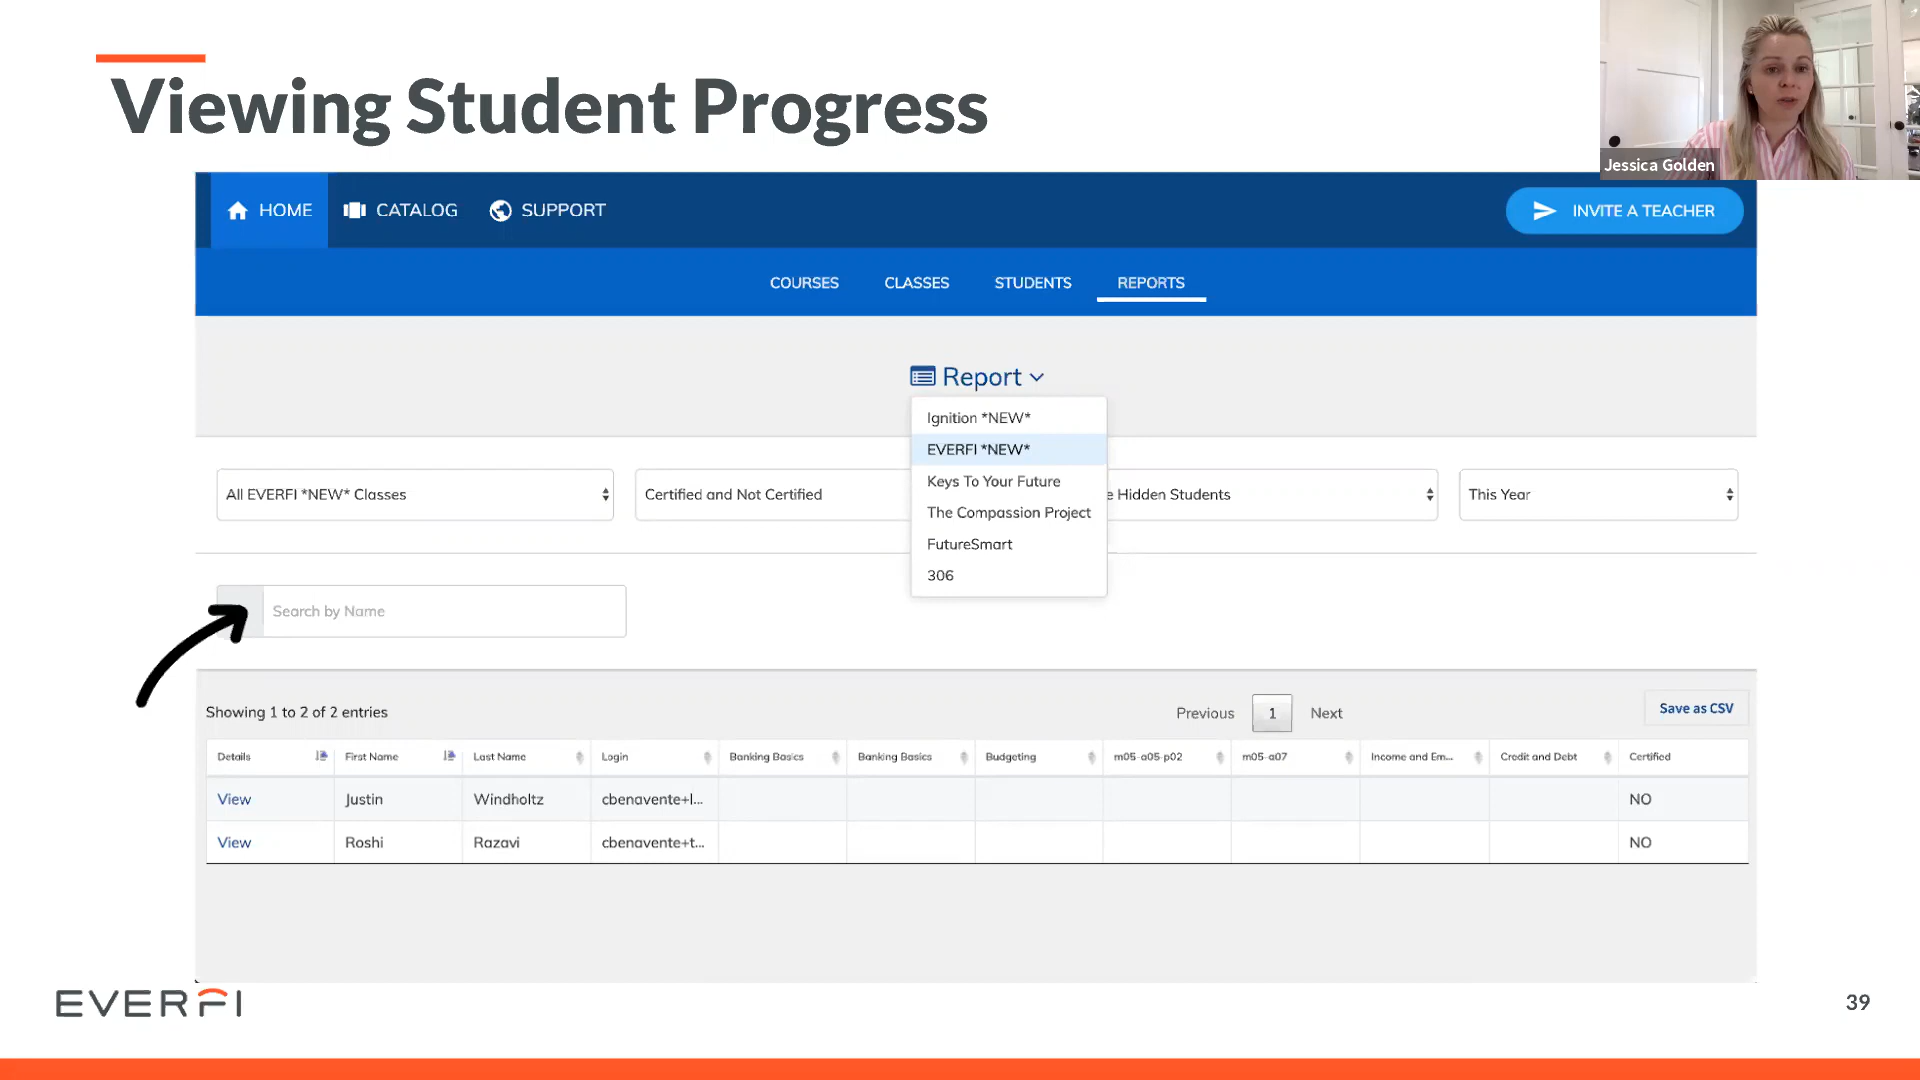 Viewing Student Progress
Jessica Golden
HOME CATALOG SUPPORT INVITE A TEACHER
COURSES CLASSES STUDENTS REPORTS
Report
Ignition *NEW*
EVERFI *NEW*
Keys To Your Future
The Compassion Project
FutureSmart
306
All EVERFI *NEW* Classes Certified and Not Certified e Hidden Students This Year
Search by Name
Showing 1 to 2 of 2 entries Previous 1 Next Save as CSV
Details First Name Last Name Login Banking Basics Banking Basics Budgeting m05-a05-p02 m05-a07 Income and Em... Credit and Debt Certified
View Justin Windholtz cbenavente+l... NO
View Roshi Razavi cbenavente+t... NO
EVERFI
39